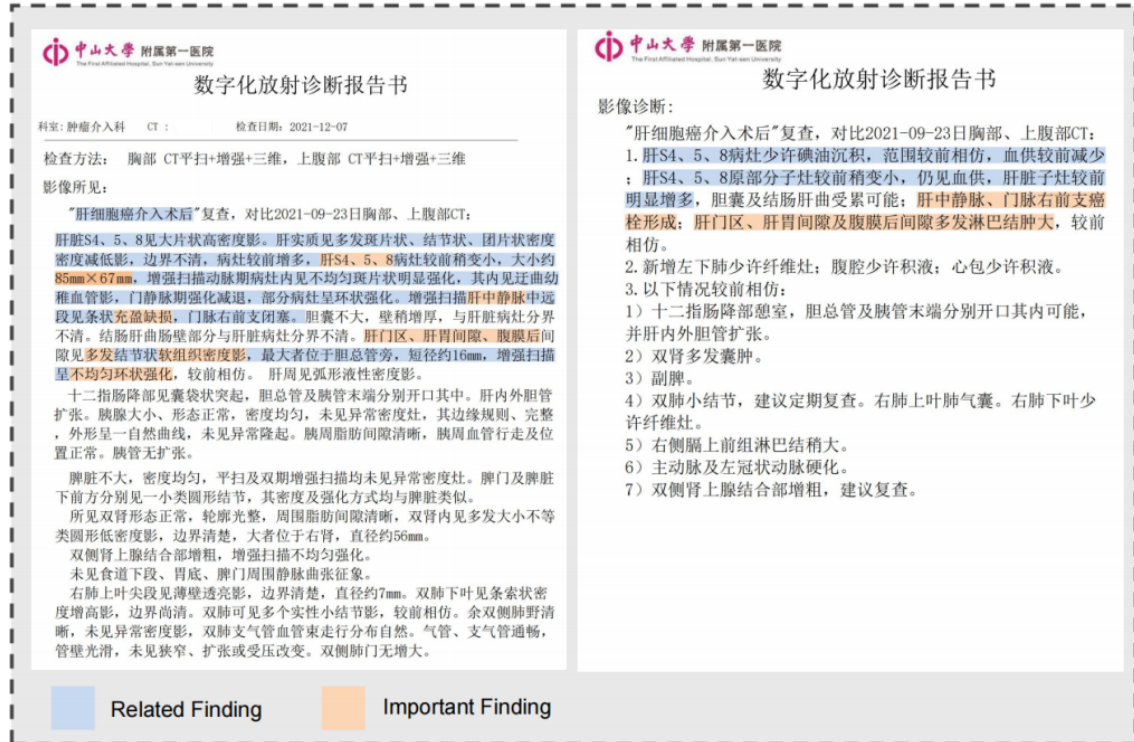 中山大學 附属第一医院
The First Affiliated Hospital, Sun Yat-sen University
数字化放射诊断报告书
科室: 肿瘤介入科 CT : 检查日期: 2021-12-07
检查方法: 胸部 CT平扫+增强+三维, 上腹部 CT平扫+增强+三维
影像所见:
"肝细胞癌介入术后"复查, 对比2021-09-23日胸部、上腹部CT:
肝脏S4、5、8见大片状高密度影。肝实质见多发斑片状、结节状、团片状密度
密度减低影, 边界不清, 病灶较前增多, 肝S4、5、8病灶较前稍变小, 大小约
85mm×67mm, 增强扫描动脉期病灶内见不均匀斑片状明显强化, 其内见迂曲幼
稚血管影, 门静脉期强化减退, 部分病灶呈环状强化。增强扫描肝中静脉中远
段见条状充盈缺损, 门脉右前支闭塞。胆囊不大, 壁稍增厚, 与肝脏病灶分界
不清。结肠肝曲肠壁部分与肝脏病灶分界不清。肝门区、肝胃间隙、腹膜后间
隙见多发结节状软组织密度影, 最大者位于胆总管旁, 短径约16mm, 增强扫描
呈不均匀环状强化, 较前相仿。 肝周见弧形液性密度影。
十二指肠降部见囊袋状突起, 胆总管及胰管末端分别开口其中。肝内外胆管
扩张。胰腺大小、形态正常, 密度均匀, 未见异常密度灶, 其边缘规则、完整
, 外形呈一自然曲线, 未见异常隆起。胰周脂肪间隙清晰, 胰周血管行走及位
置正常。胰管无扩张。
脾脏不大, 密度均匀, 平扫及双期增强扫描均未见异常密度灶。脾门及脾脏
下前方分别见一小类圆形结节, 其密度及强化方式均与脾脏类似。
所见双肾形态正常, 轮廓光整, 周围脂肪间隙清晰, 双肾内见多发大小不等
类圆形低密度影, 边界清楚, 大者位于右肾, 直径约56mm。
双侧肾上腺结合部增粗, 增强扫描不均匀强化。
未见食道下段、胃底、脾门周围静脉曲张征象。
右肺上叶尖段见薄壁透亮影, 边界清楚, 直径约7mm。双肺下叶见条索状密
度增高影, 边界尚清。双肺可见多个实性小结节影, 较前相仿。余双侧肺野清
晰, 未见异常密度影, 双肺支气管血管束走行分布自然。气管、支气管通畅,
管壁光滑, 未见狭窄、扩张或受压改变。双侧肺门无增大。
中山大學 附属第一医院
The First Affiliated Hospital, Sun Yat-sen University
数字化放射诊断报告书
影像诊断:
"肝细胞癌介入术后"复查, 对比2021-09-23日胸部、上腹部CT:
1. 肝S4、5、8病灶少许碘油沉积, 范围较前相仿, 血供较前减少
; 肝S4、5、8原部分子灶较前稍变小, 仍见血供, 肝脏子灶较前
明显增多, 胆囊及结肠肝曲受累可能; 肝中静脉、门脉右前支癌
栓形成; 肝门区、肝胃间隙及腹膜后间隙多发淋巴结肿大, 较前
相仿。
2. 新增左下肺少许纤维灶; 腹腔少许积液; 心包少许积液。
3. 以下情况较前相仿:
1) 十二指肠降部憩室, 胆总管及胰管末端分别开口其内可能,
并肝内外胆管扩张。
2) 双肾多发囊肿。
3) 副脾。
4) 双肺小结节, 建议定期复查。右肺上叶肺气囊。右肺下叶少
许纤维灶。
5) 右侧膈上前组淋巴结稍大。
6) 主动脉及左冠状动脉硬化。
7) 双侧肾上腺结合部增粗, 建议复查。
Related Finding
Important Finding